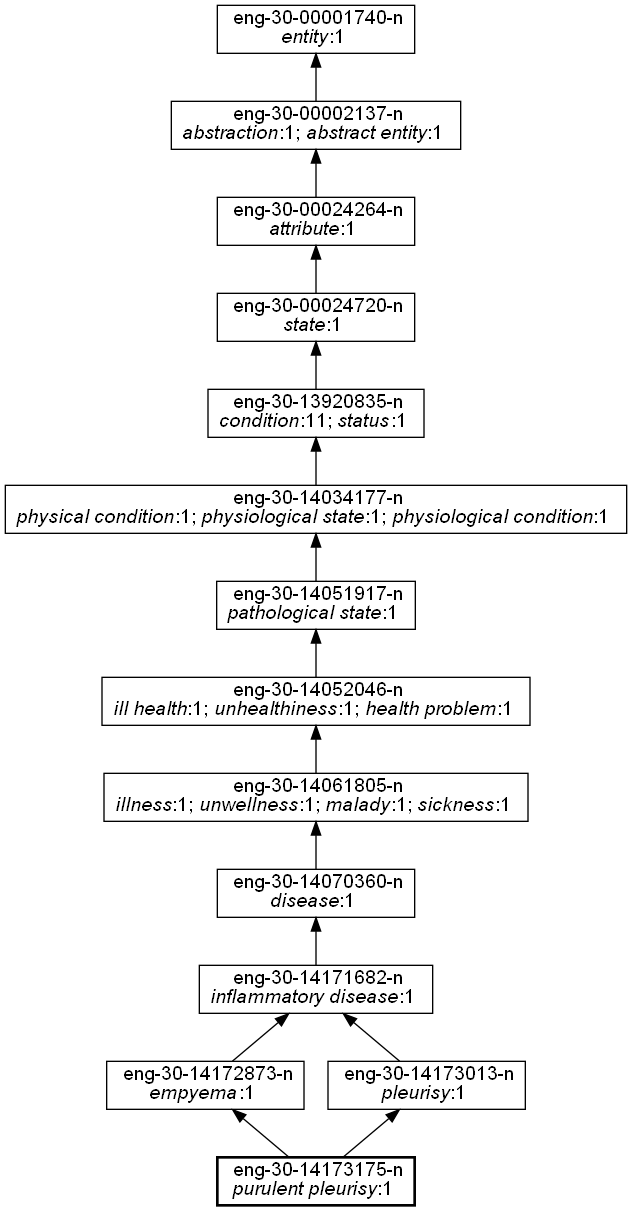 eng-30-00001740-n
entity:1
eng-30-00002137-n
abstraction:1; abstract entity:1
eng-30-00024264-n
attribute:1
eng-30-00024720-n
state:1
eng-30-13920835-n
condition:11; status:1
eng-30-14034177-n
physical condition:1; physiological state:1; physiological condition:1
eng-30-14051917-n
pathological state:1
eng-30-14052046-n
ill health:1; unhealthiness:1; health problem:1
eng-30-14061805-n
illness:1; unwellness:1; malady:1; sickness:1
eng-30-14070360-n
disease:1
eng-30-14171682-n
inflammatory disease:1
eng-30-14172873-n
empyema:1
eng-30-14173013-n
pleurisy:1
eng-30-14173175-n
purulent pleurisy:1